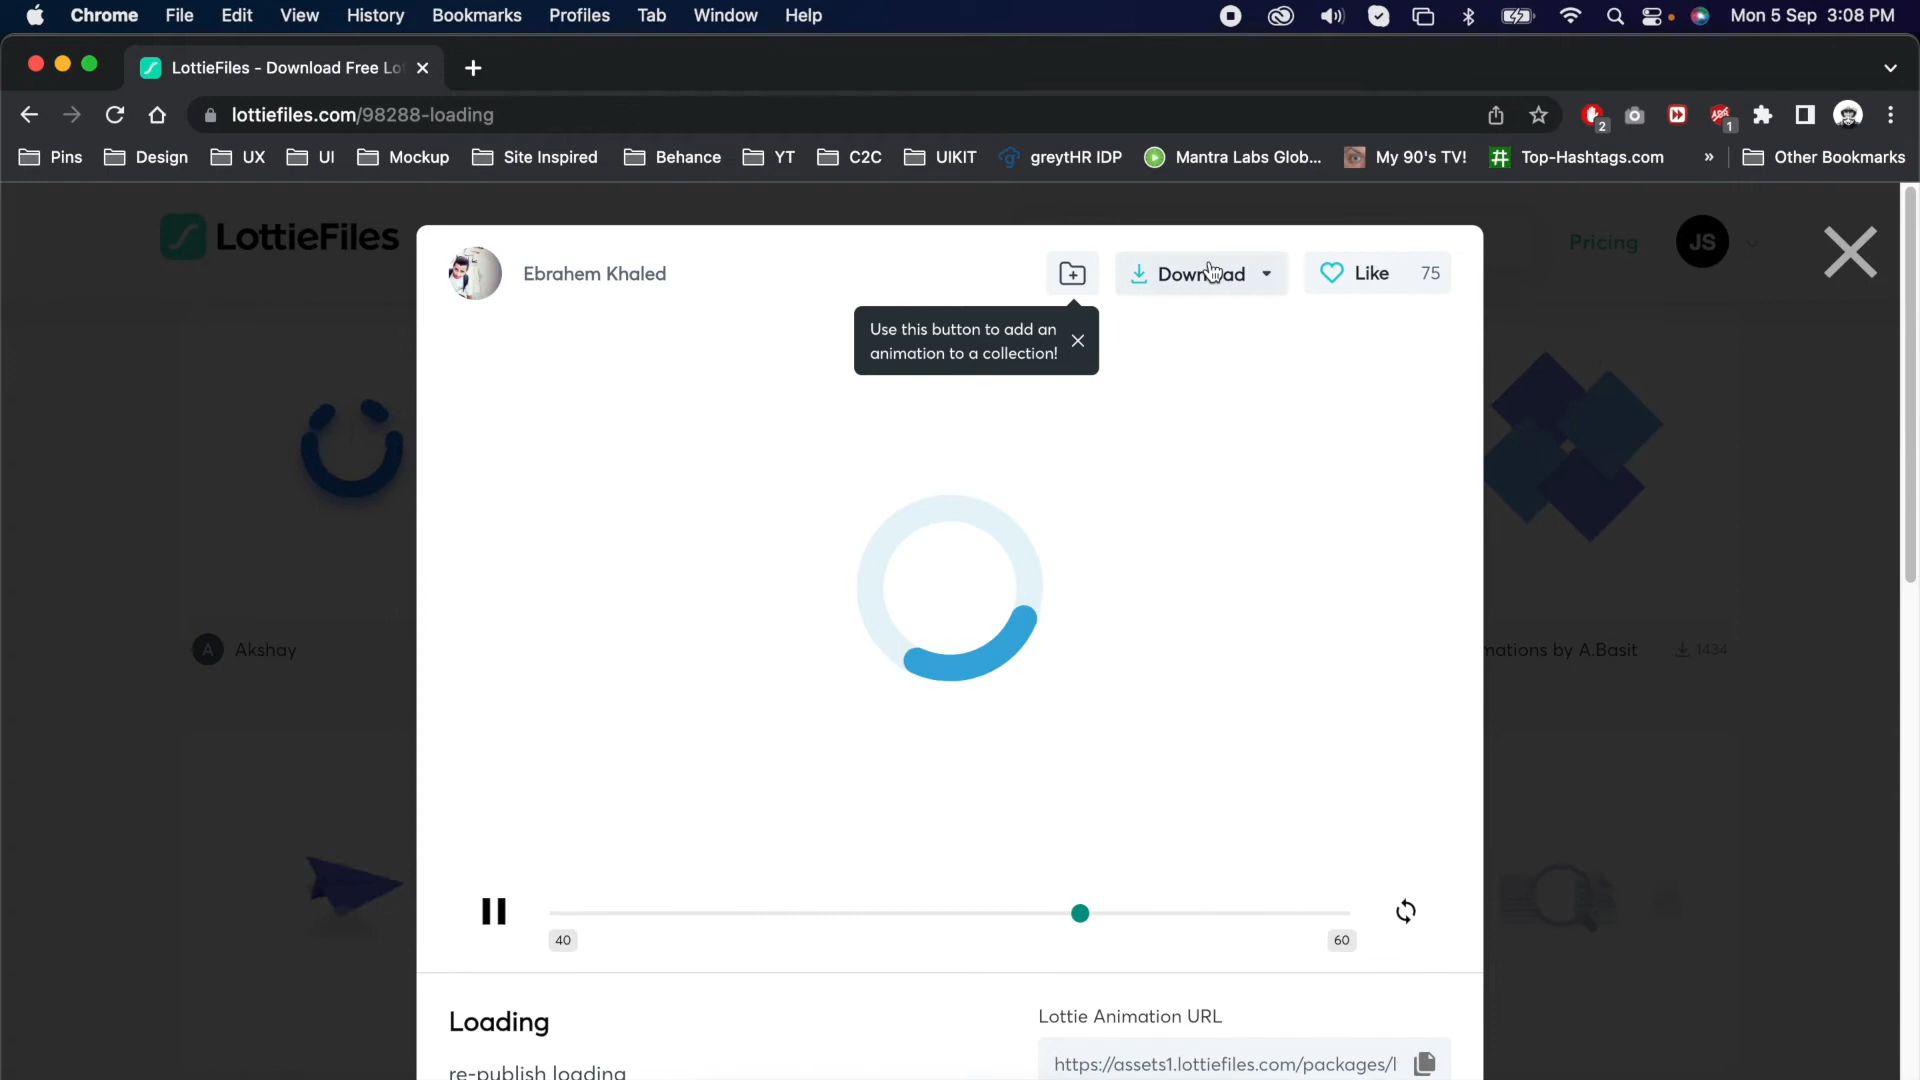 Chrome File Edit View History Bookmarks Profiles Tab Window Help Mon 5 Sep 3:08 PM
LottieFiles - Download Free Lo
lottiefiles.com/98288-loading
2
1
Pins Design UX UI Mockup Site Inspired Behance YT C2C UIKIT greytHR IDP Mantra Labs Glob... My 90's TV! Top-Hashtags.com » Other Bookmarks
LottieFiles
Pricing JS
Ebrahem Khaled
Download
Like 75
Use this button to add an
animation to a collection!
A Akshay
mations by A.Basit 1434
40 60
Loading
re-publish loading
Lottie Animation URL
https://assets1.lottiefiles.com/packages/l